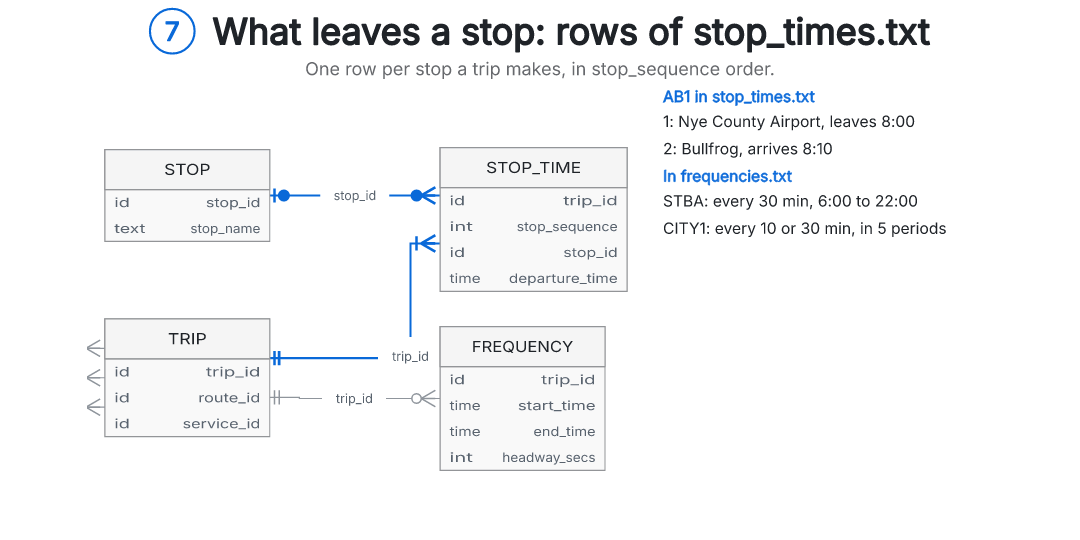 7 What leaves a stop: rows of stop_times.txt
One row per stop a trip makes, in stop_sequence order.
AB1 in stop_times.txt
1: Nye County Airport, leaves 8:00
2: Bullfrog, arrives 8:10
In frequencies.txt
STBA: every 30 min, 6:00 to 22:00
CITY1: every 10 or 30 min, in 5 periods
STOP
id stop_id
text stop_name
stop_id
STOP_TIME
id trip_id
int stop_sequence
id stop_id
time departure_time
TRIP
id trip_id
id route_id
id service_id
trip_id
trip_id
FREQUENCY
id trip_id
time start_time
time end_time
int headway_secs